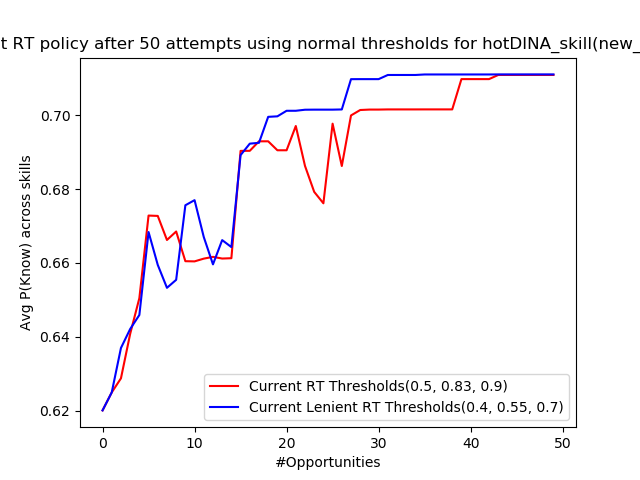 t RT policy after 50 attempts using normal thresholds for hotDINA_skill(new_
0.70
0.68
0.66
0.64
0.62
Avg P(Know) across skills
Current RT Thresholds(0.5, 0.83, 0.9)
Current Lenient RT Thresholds(0.4, 0.55, 0.7)
0 10 20 30 40 50
#Opportunities